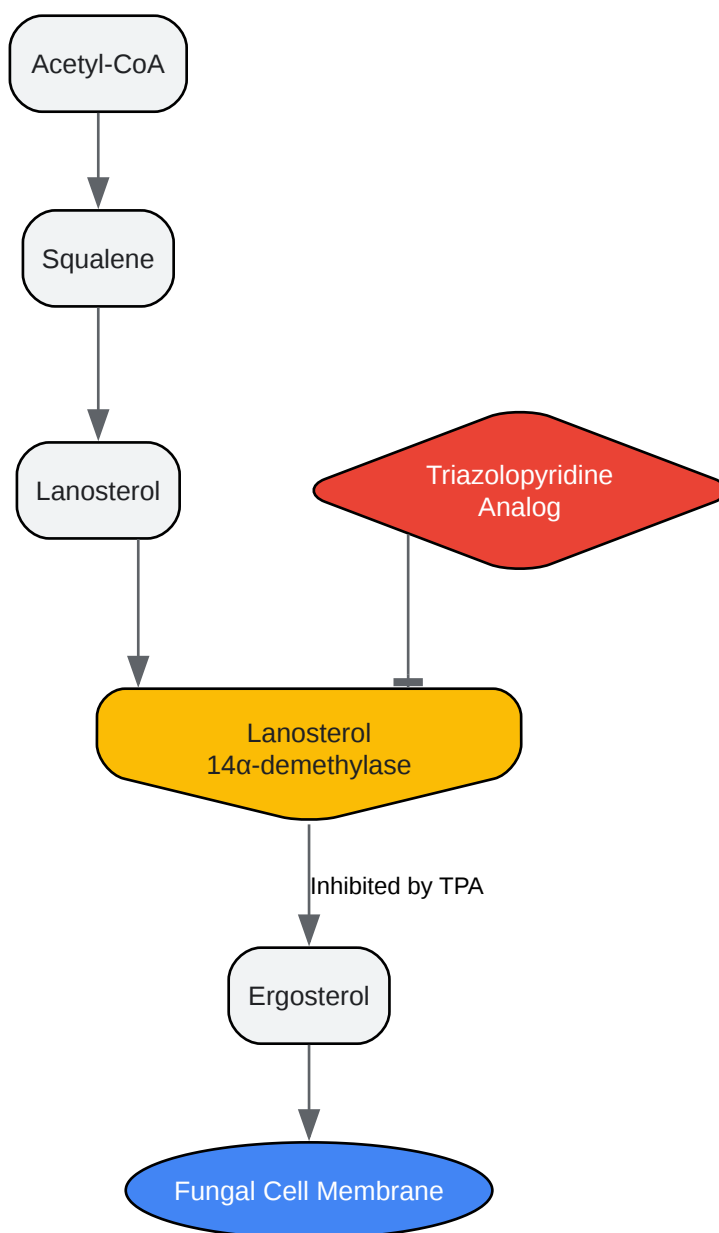 Acetyl-CoA
Squalene
Lanosterol
Triazolopyridine
Analog
Lanosterol
14α-demethylase
Inhibited by TPA
Ergosterol
Fungal Cell Membrane